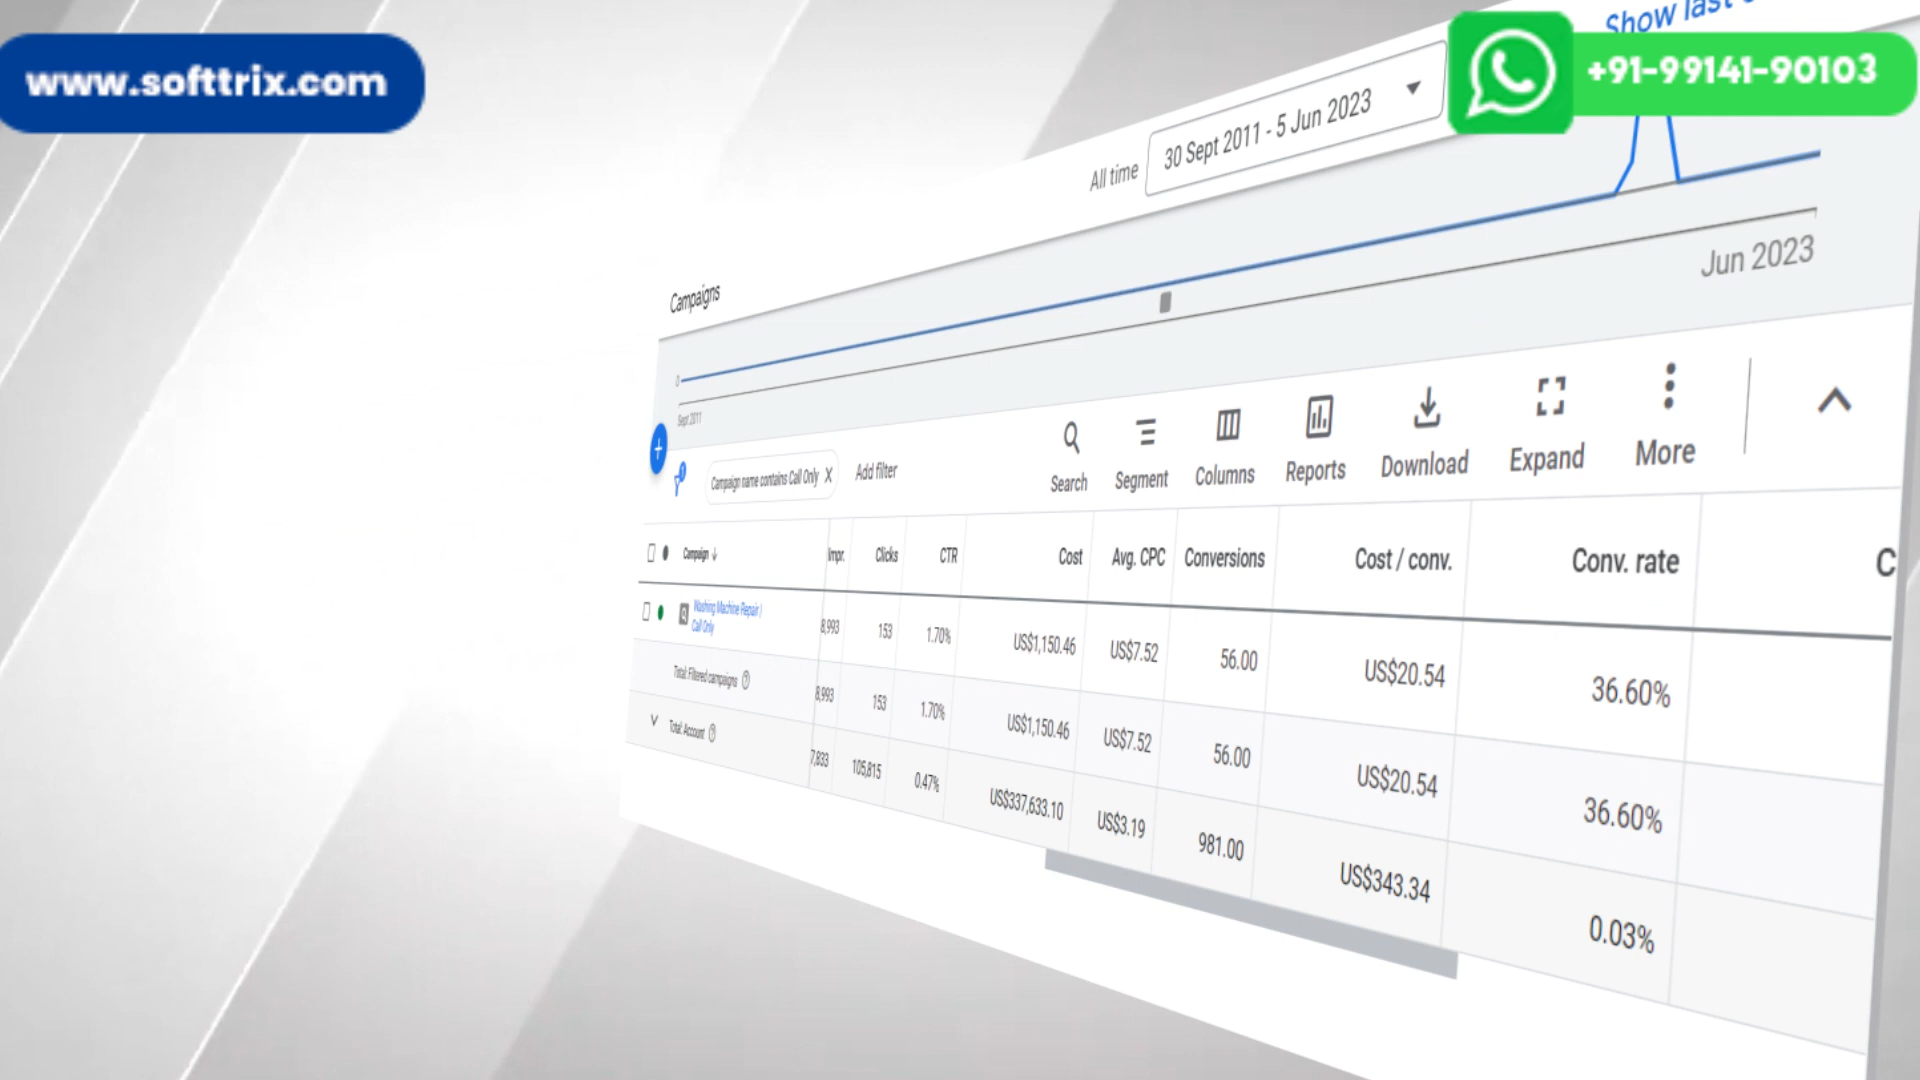 www.softtrix.com
Show last
+91-99141-90103
All time
30 Sept 2011 - 5 Jun 2023
Campaigns
0
Sept 2011
Jun 2023
Campaign name contains Call Only
Add filter
Search
Segment
Columns
Reports
Download
Expand
More
Campaign Impr. Clicks CTR Cost Avg. CPC Conversions Cost / conv. Conv. rate C
Washing Machine Repair |
Call Only
8,993 153 1.70% US$1,150.46 US$7.52 56.00 US$20.54 36.60%
Total: Filtered campaigns 8,993 153 1.70% US$1,150.46 US$7.52 56.00 US$20.54 36.60%
Total: Account 7,833 105,815 0.47% US$337,633.10 US$3.19 981.00 US$343.34 0.03%